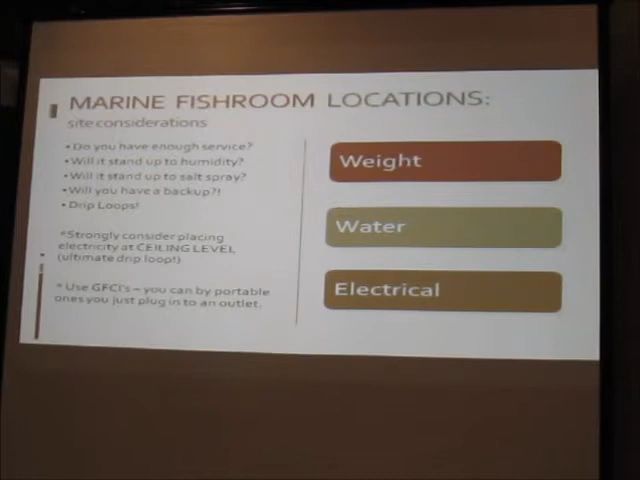 MARINE FISHROOM LOCATIONS:
site considerations
• Do you have enough service?
• Will it stand up to humidity?
• Will it stand up to salt spray?
• Will you have a backup?!
• Drip Loops!
*Strongly consider placing
electricity at CEILING LEVEL
(ultimate drip loop!)
* Use GFCI's – you can by portable
ones you just plug in to an outlet.
Weight
Water
Electrical